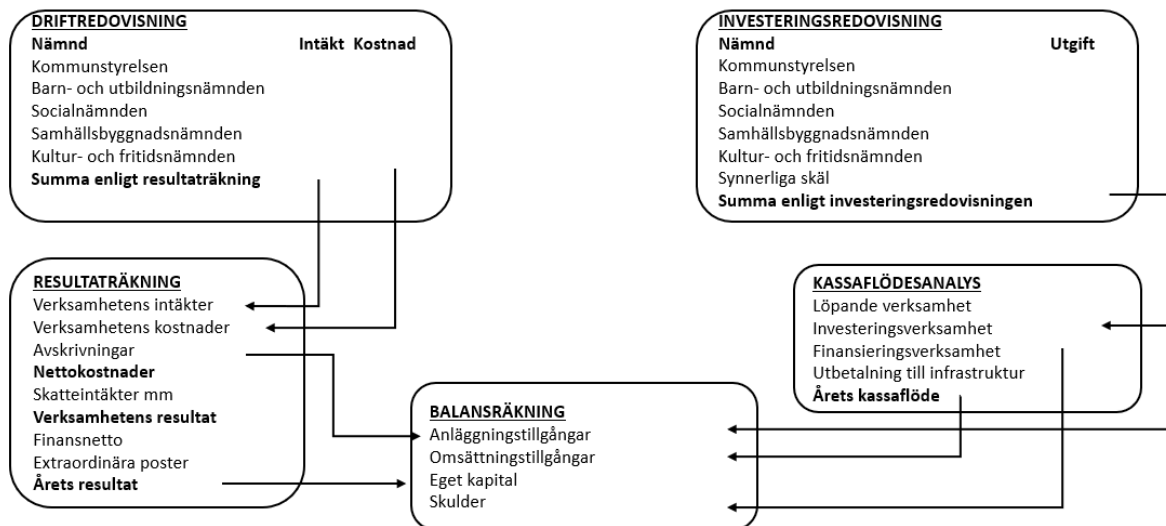 DRIFTREDOVISNING
Nämnd Intäkt Kostnad
Kommunstyrelsen
Barn- och utbildningsnämnden
Socialnämnden
Samhällsbyggnadsnämnden
Kultur- och fritidsnämnden
Summa enligt resultaträkning
INVESTERINGSREDOVISNING
Nämnd Utgift
Kommunstyrelsen
Barn- och utbildningsnämnden
Socialnämnden
Samhällsbyggnadsnämnden
Kultur- och fritidsnämnden
Synnerliga skäl
Summa enligt investeringsredovisningen
RESULTATRÄKNING
Verksamhetens intäkter
Verksamhetens kostnader
Avskrivningar
Nettokostnader
Skatteintäkter mm
Verksamhetens resultat
Finansnetto
Extraordinära poster
Årets resultat
KASSAFLÖDESANALYS
Löpande verksamhet
Investeringsverksamhet
Finansieringsverksamhet
Utbetalning till infrastruktur
Årets kassaflöde
BALANSRÄKNING
Anläggningstillgångar
Omsättningstillgångar
Eget kapital
Skulder